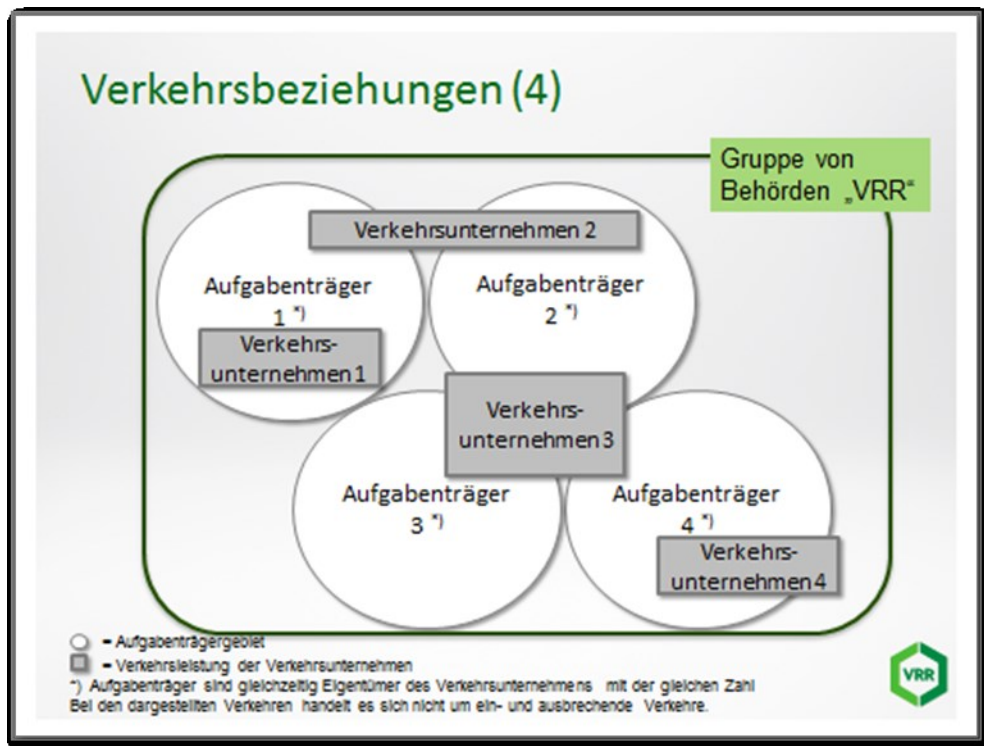 Verkehrsbeziehungen (4)
Gruppe von
Behörden „VRR“
Verkehrsunternehmen 2
Aufgabenträger
1 *)
Aufgabenträger
2 *)
Verkehrs-
unternehmen 1
Verkehrs-
unternehmen 3
Aufgabenträger
3 *)
Aufgabenträger
4 *)
Verkehrs-
unternehmen 4
= Aufgabenträgergebiet
= Verkehrsleistung der Verkehrsunternehmen
*) Aufgabenträger sind gleichzeitig Eigentümer des Verkehrsunternehmens mit der gleichen Zahl
Bei den dargestellten Verkehren handelt es sich nicht um ein- und ausbrechende Verkehre.
VRR